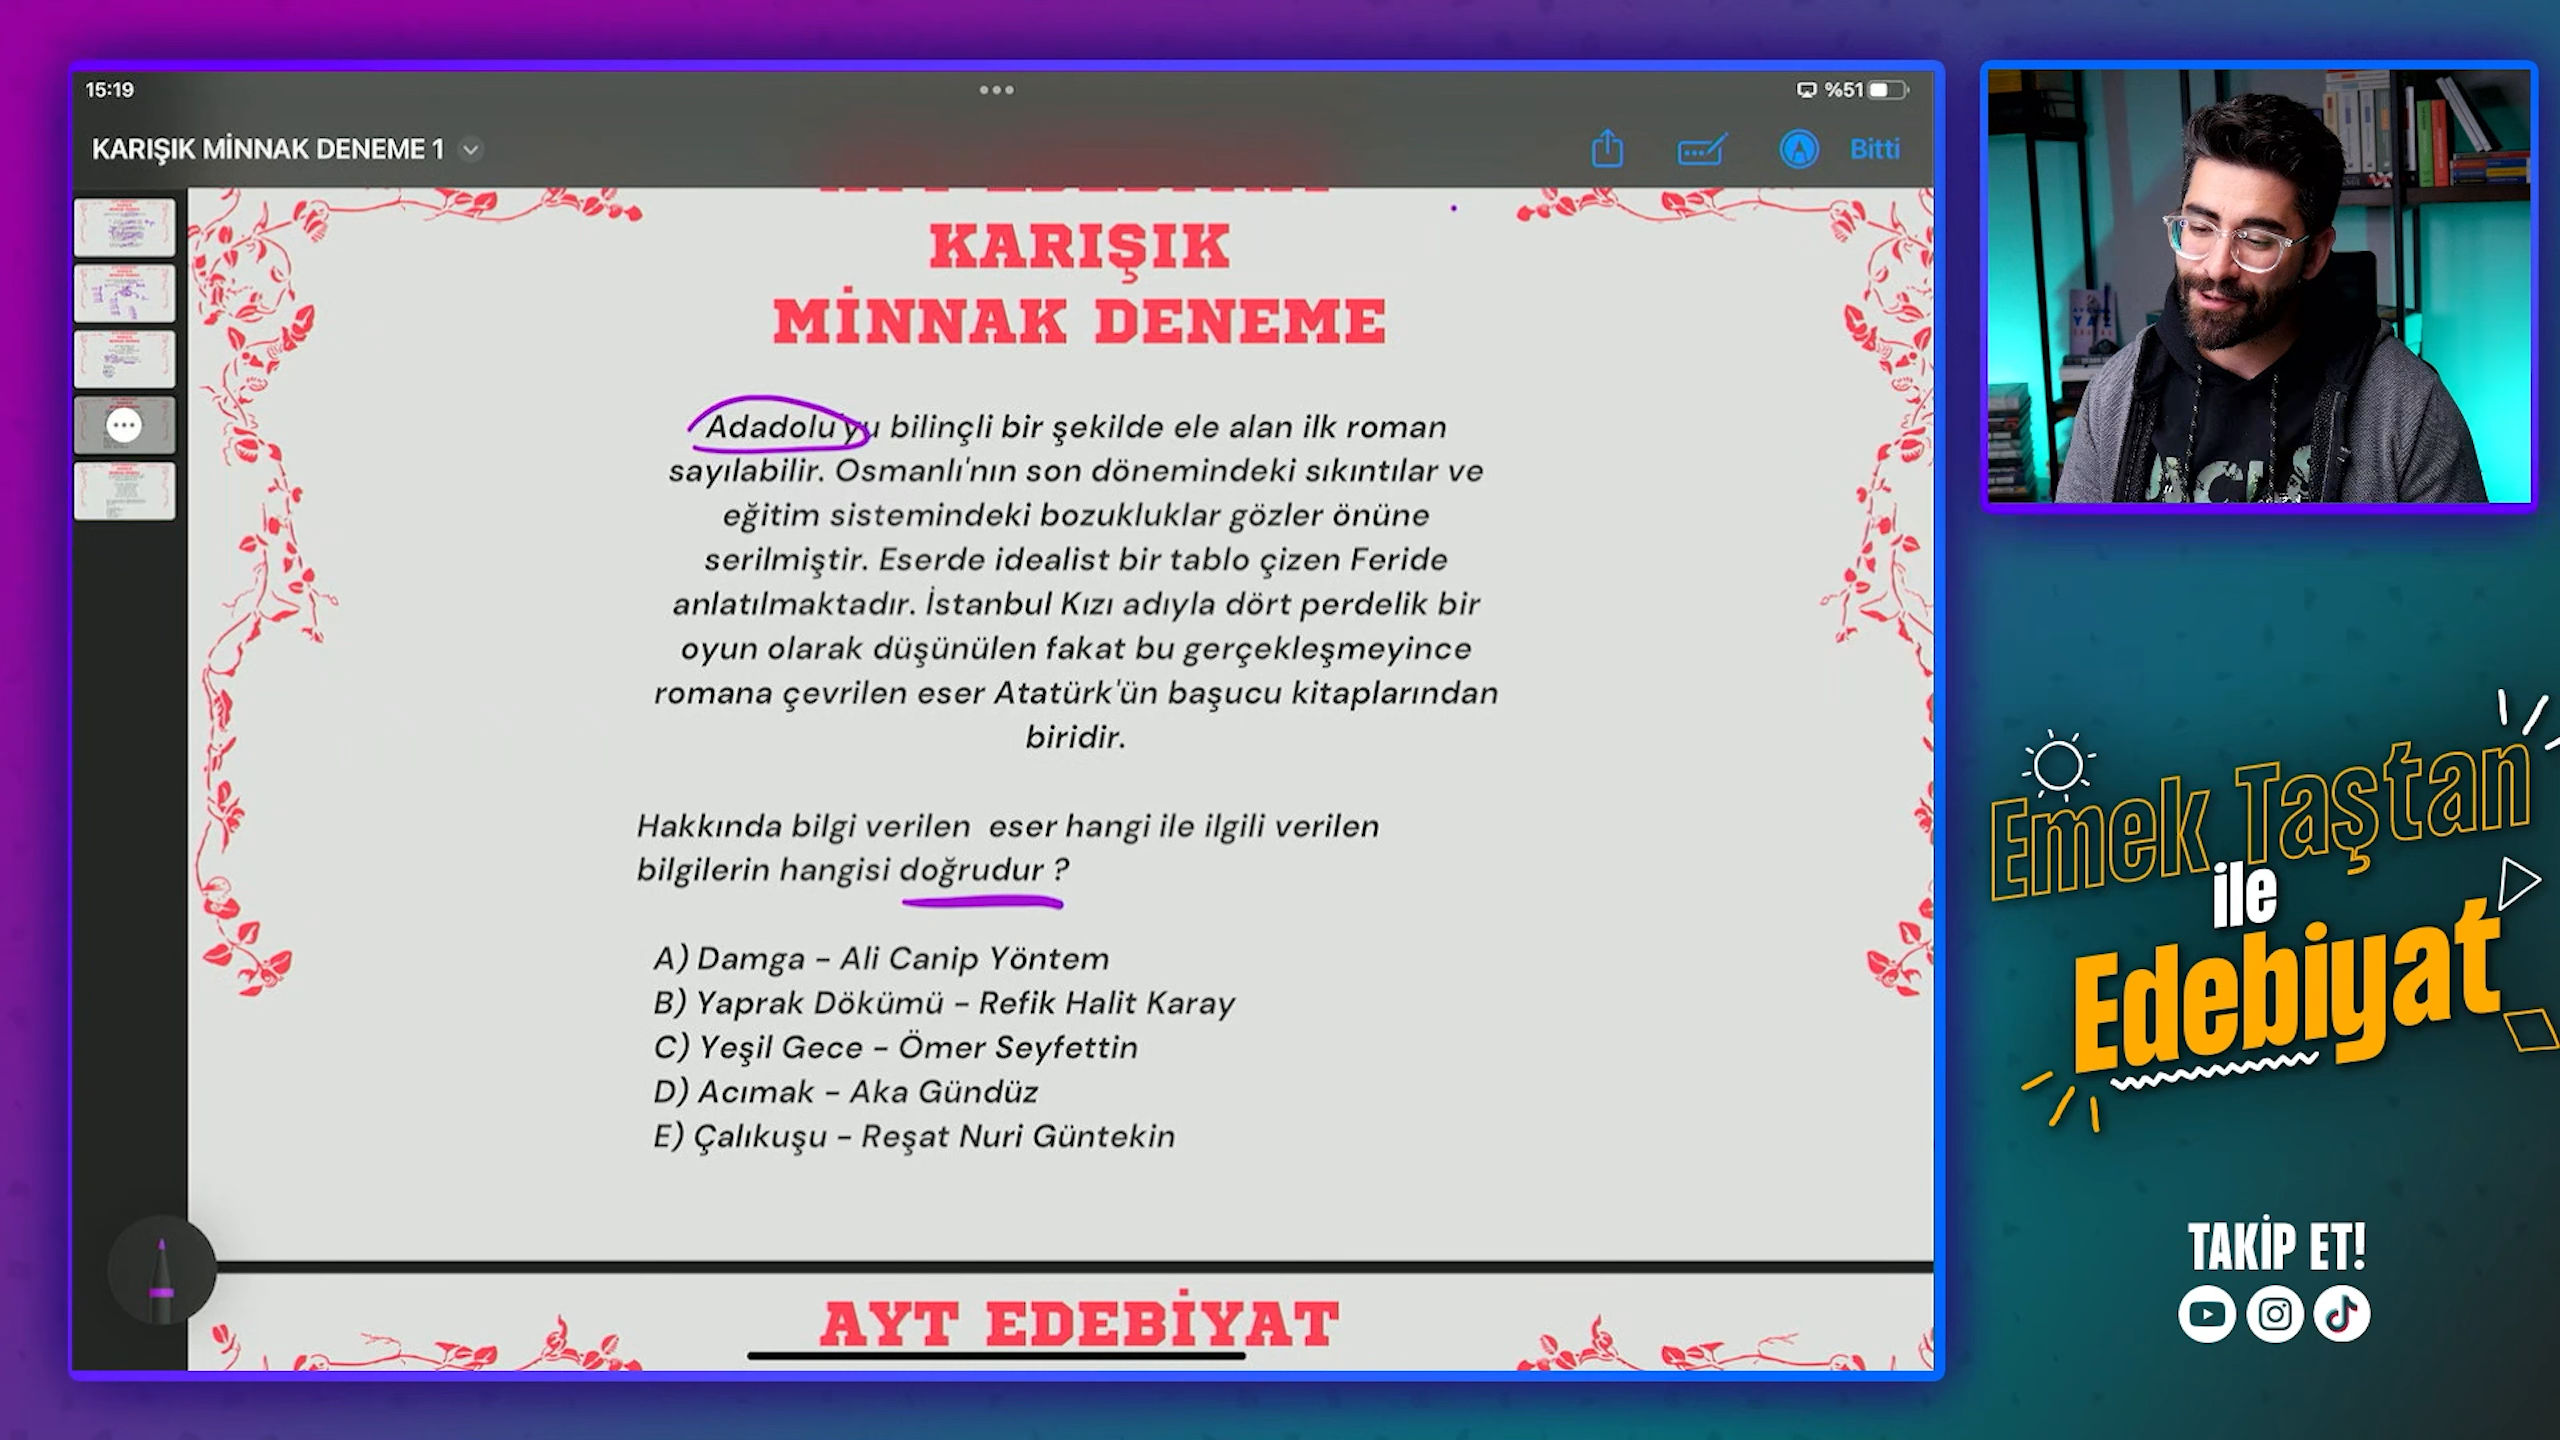 15:19
%51
KARIŞIK MİNNAK DENEME 1
Bitti
KARIŞIK
MİNNAK DENEME
Adadolu'yu bilinçli bir şekilde ele alan ilk roman
sayılabilir. Osmanlı'nın son dönemindeki sıkıntılar ve
eğitim sistemindeki bozukluklar gözler önüne
serilmiştir. Eserde idealist bir tablo çizen Feride
anlatılmaktadır. İstanbul Kızı adıyla dört perdelik bir
oyun olarak düşünülen fakat bu gerçekleşmeyince
romana çevrilen eser Atatürk'ün başucu kitaplarından
biridir.
Hakkında bilgi verilen eser hangi ile ilgili verilen
bilgilerin hangisi doğrudur ?
A) Damga - Ali Canip Yöntem
B) Yaprak Dökümü - Refik Halit Karay
C) Yeşil Gece - Ömer Seyfettin
D) Acımak - Aka Gündüz
E) Çalıkuşu - Reşat Nuri Güntekin
AYT EDEBİYAT
Emek Taştan
ile
Edebiyat
TAKİP ET!